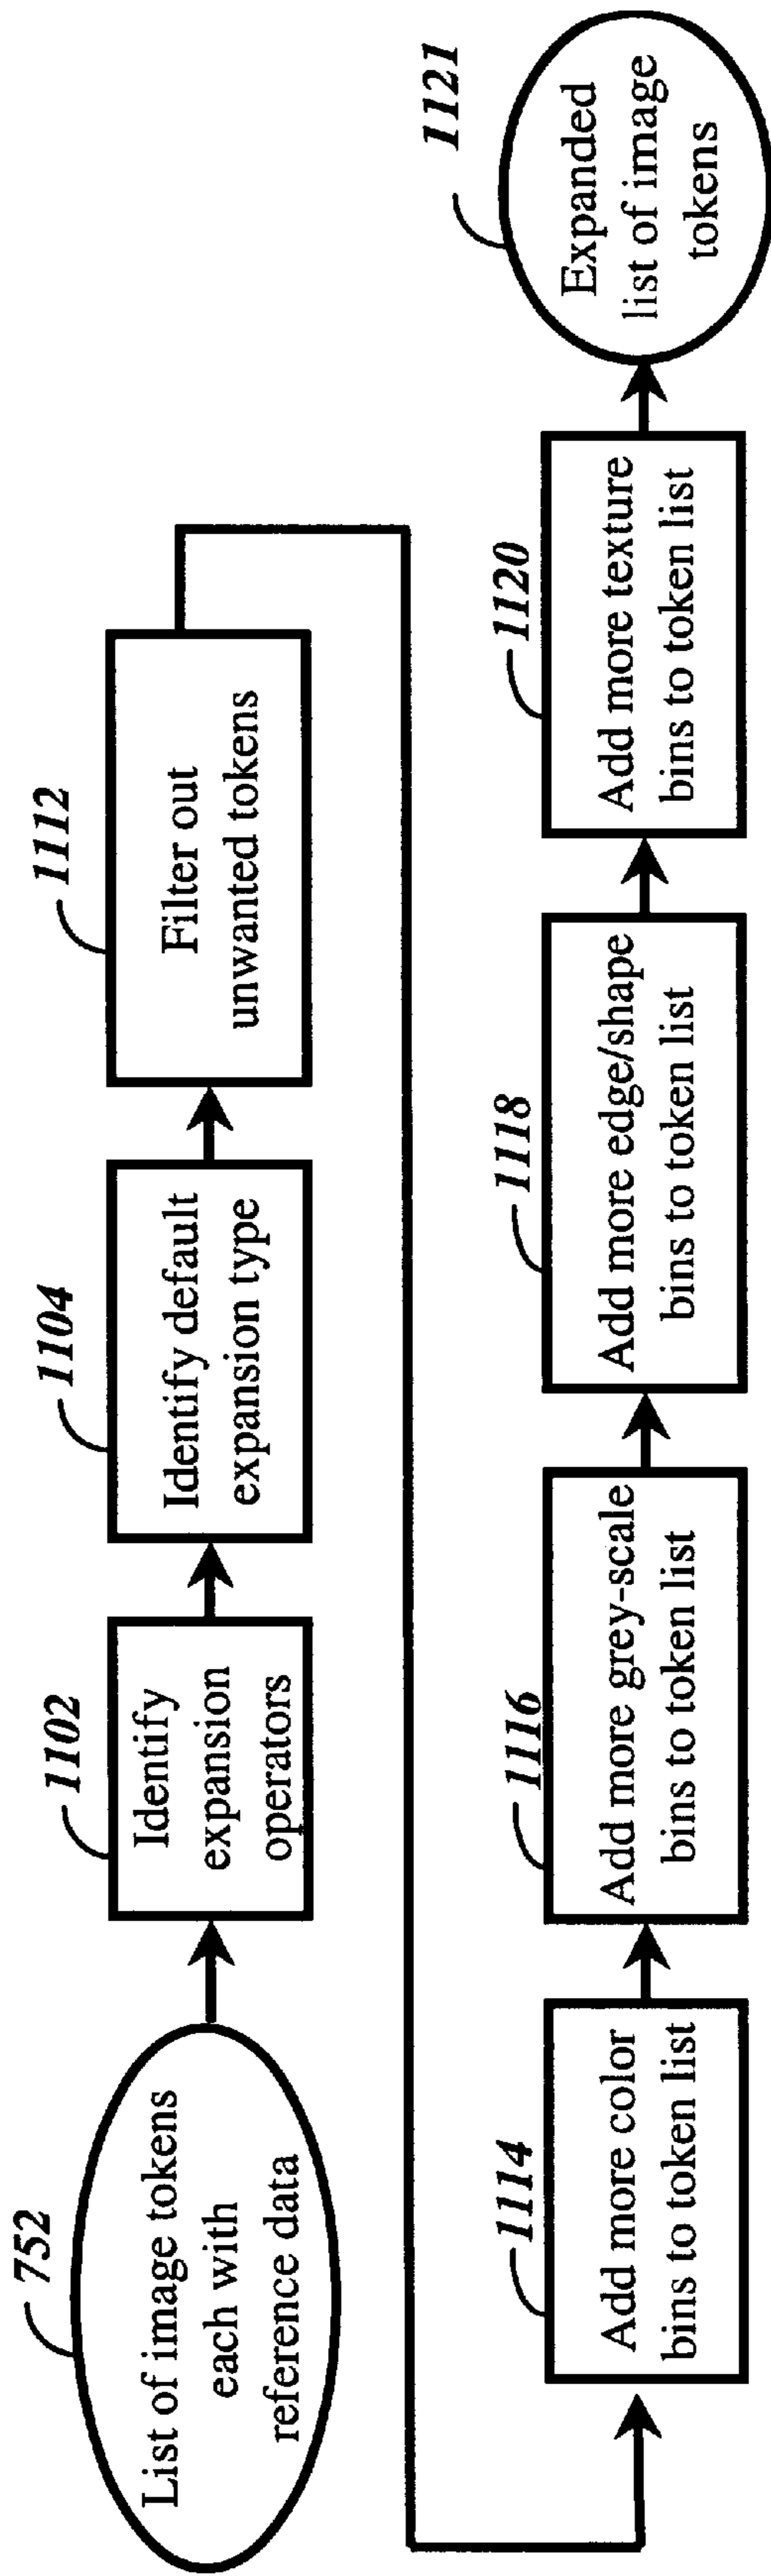 752
List of image tokens
each with
reference data
1102
Identify
expansion
operators
1104
Identify default
expansion type
1112
Filter out
unwanted tokens
1114
Add more color
bins to token list
1116
Add more grey-scale
bins to token list
1118
Add more edge/shape
bins to token list
1120
Add more texture
bins to token list
1121
Expanded
list of image
tokens